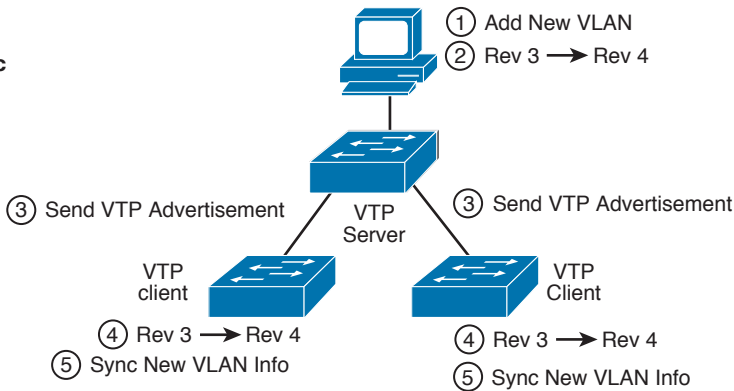 ① Add New VLAN
② Rev 3 → Rev 4
c
③ Send VTP Advertisement
VTP
Server
③ Send VTP Advertisement
VTP
client
VTP
Client
④ Rev 3 → Rev 4
⑤ Sync New VLAN Info
④ Rev 3 → Rev 4
⑤ Sync New VLAN Info